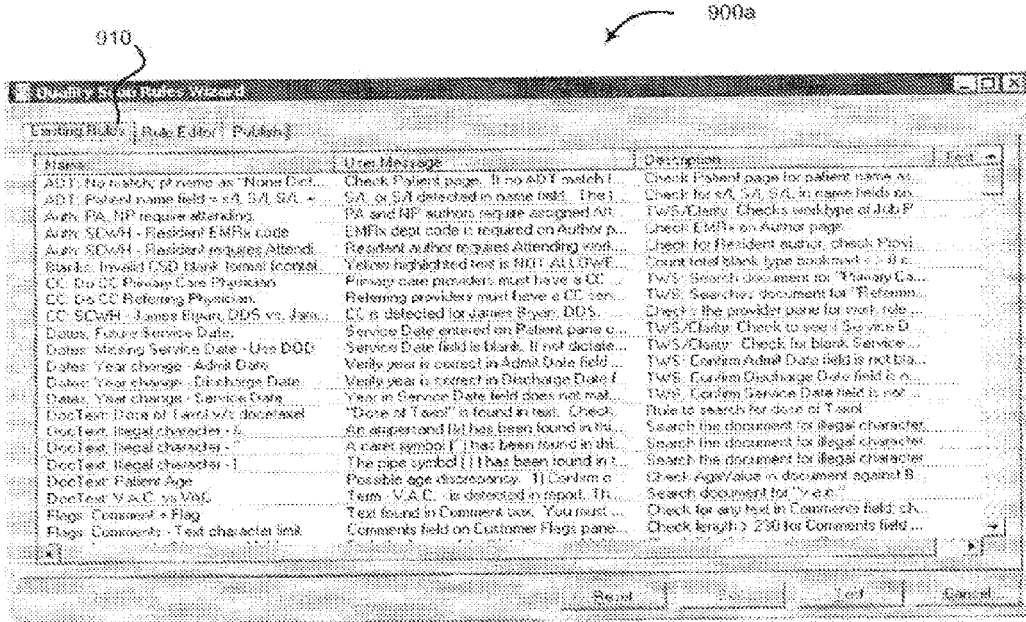 900a
910
Quality Scan Rules Wizard
Existing Rules Rule Editor Publish
Name User Message Description Text
ADT: No match; pt name as "None Dict... Check Patient page. If no ADT match t... Check Patient page for patient name as...
ADT: Patient name field = s/l, S/l, S/L + S/L or S/l detected in name field. The t... Check for s/l, S/l, S/L in name fields on...
Auth: PA, NP require attending. PA and NP authors require assigned Att... TWS/Clarity: Checks worktype of Job P...
Auth: SCWH - Resident EMRx code EMRx dept code is required on Author p... Check EMRx on Author page.
Auth: SCWH - Resident requires Attendi... Resident author requires Attending work... Check for Resident author, check Provi...
Blanks: Invalid CSD blank format (contai... Yellow highlighted text is NOT ALLOWE... Count total blank type bookmark
CC: Do CC Primary Care Physician. Primary care providers must have a CC ... TWS: Search document for "Primary Ca...
CC: Do CC Referring Physician. Referring providers must have a CC sen... TWS: Searches document for "Referrin...
CC: SCWH - James Bryan, DDS vs. Jam... CC is detected for James Bryan, DDS. Checks the provider pane for work role ...
Dates: Future Service Date. Service Date entered on Patient pane c... TWS/Clarity: Check to see if Service D...
Dates: Missing Service Date - Use DOD Service Date field is blank. If not dictate... TWS/Clarity: Check for blank Service ...
Dates: Year change - Admit Date Verify year is correct in Admit Date field ... TWS: Confirm Admit Date field is not bla...
Dates: Year change - Discharge Date Verify year is correct in Discharge Date f... TWS: Confirm Discharge Date field is n...
Dates: Year change - Service Date Year in Service Date field does not mat... TWS: Confirm Service Date field is not ...
DocText: Dose of Taxol v/s docetaxel "Dose of Taxol" is found in text. Check... Rule to search for dose of Taxol
DocText: Illegal character - & An ampersand (&) has been found in thi... Search the document for illegal character...
DocText: Illegal character - ^ A caret symbol (^) has been found in thi... Search the document for illegal character...
DocText: Illegal character - | The pipe symbol ( | ) has been found in t... Search the document for illegal character...
DocText: Patient Age Possible age discrepancy. 1) Confirm c... Check AgeValue in document against B...
DocText: V.A.C. vs VAC Term - V.A.C. - is detected in report. Th... Search document for "v.a.c."
Flags: Comment + Flag Text found in Comment box. You must ... Check for any text in Comments field; ch...
Flags: Comments - Text character limit Comments field on Customer Flags pane... Check length > 230 for Comments field ...
Reset Test Cancel